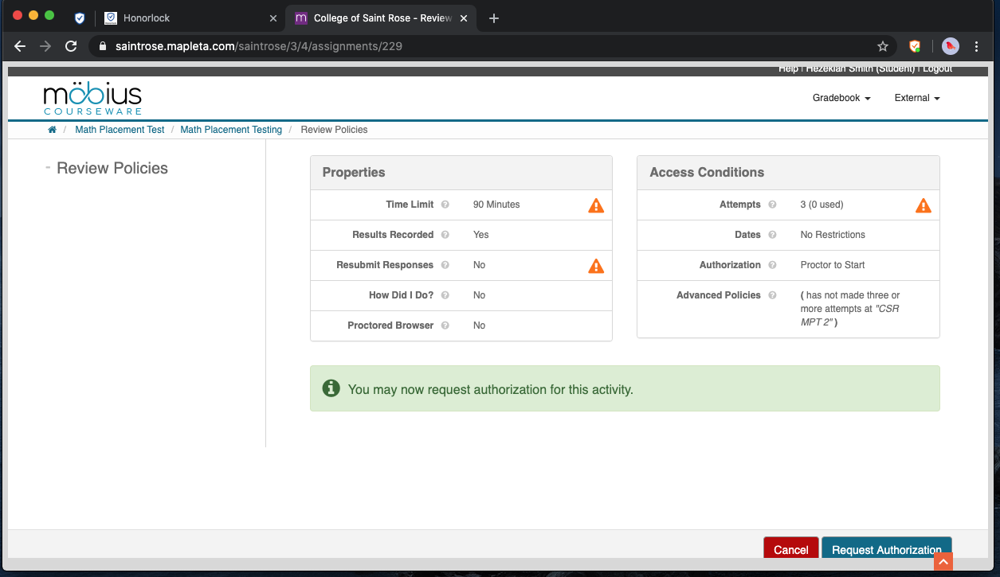 Honorlock
College of Saint Rose - Review
saintrose.mapleta.com/saintrose/3/4/assignments/229
Help | Hezekiah Smith (Student) | Logout
möbius
COURSEWARE
Gradebook
External
/ Math Placement Test / Math Placement Testing / Review Policies
- Review Policies
Properties
Time Limit 90 Minutes
Results Recorded Yes
Resubmit Responses No
How Did I Do? No
Proctored Browser No
Access Conditions
Attempts 3 (0 used)
Dates No Restrictions
Authorization Proctor to Start
Advanced Policies ( has not made three or
more attempts at "CSR
MPT 2" )
You may now request authorization for this activity.
Cancel
Request Authorization